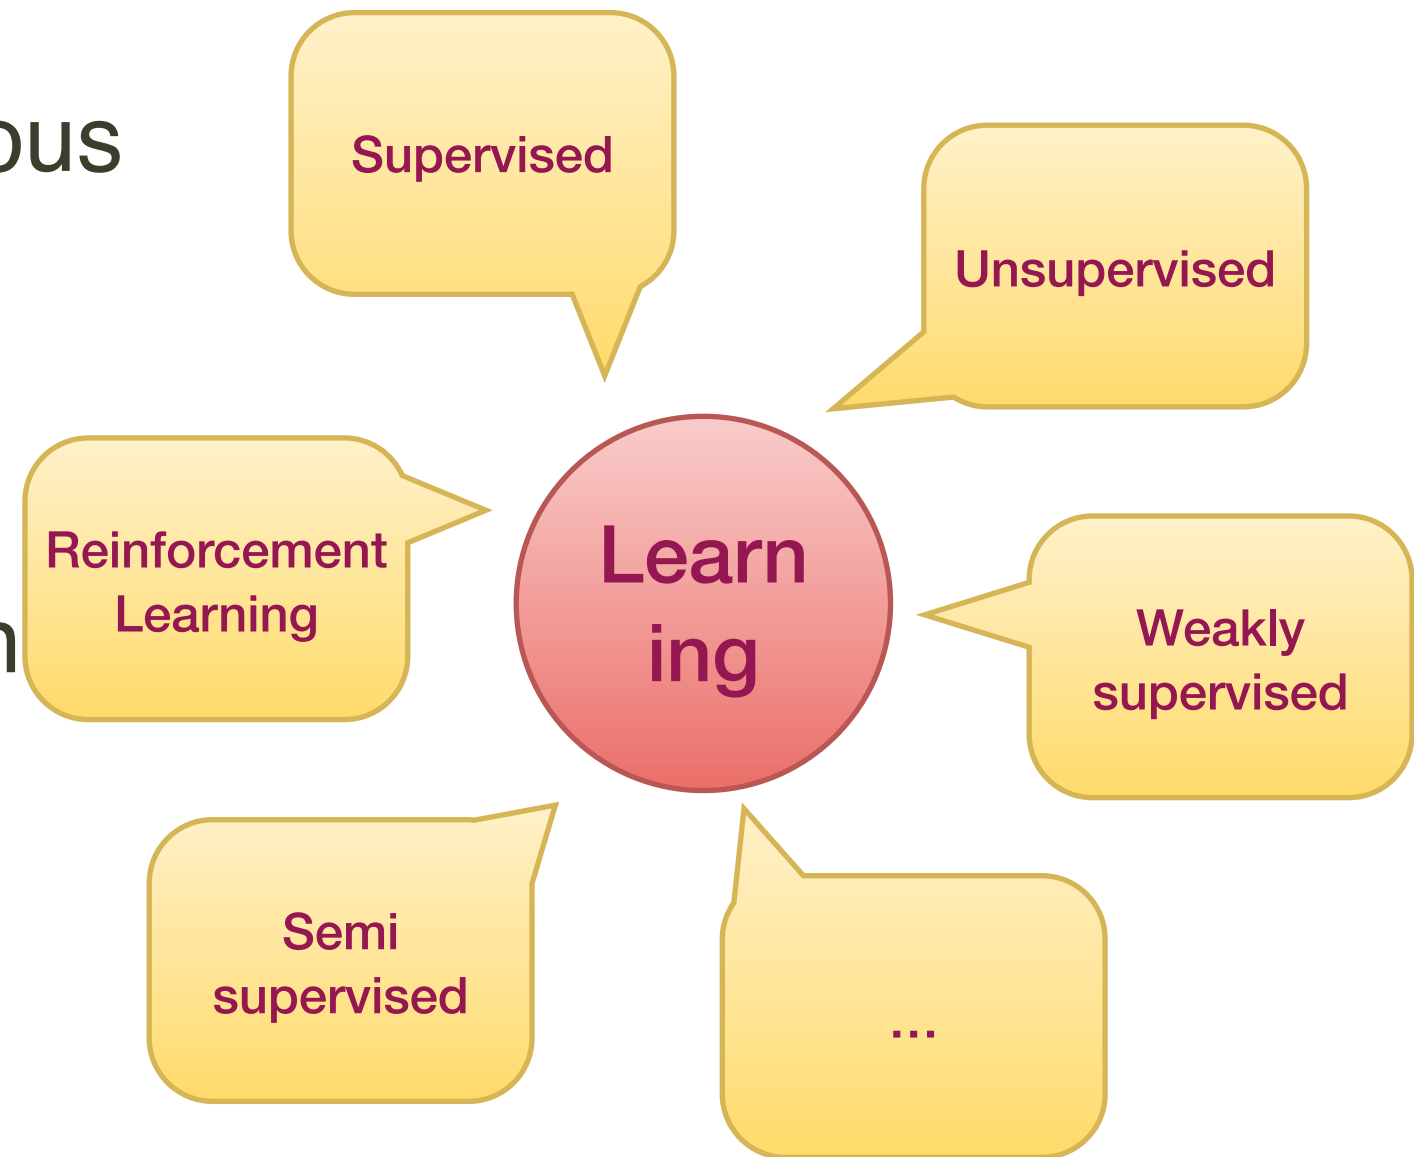 ous
Supervised
Unsupervised
Reinforcement
Learning
Learn
ing
Weakly
supervised
Semi
supervised
...